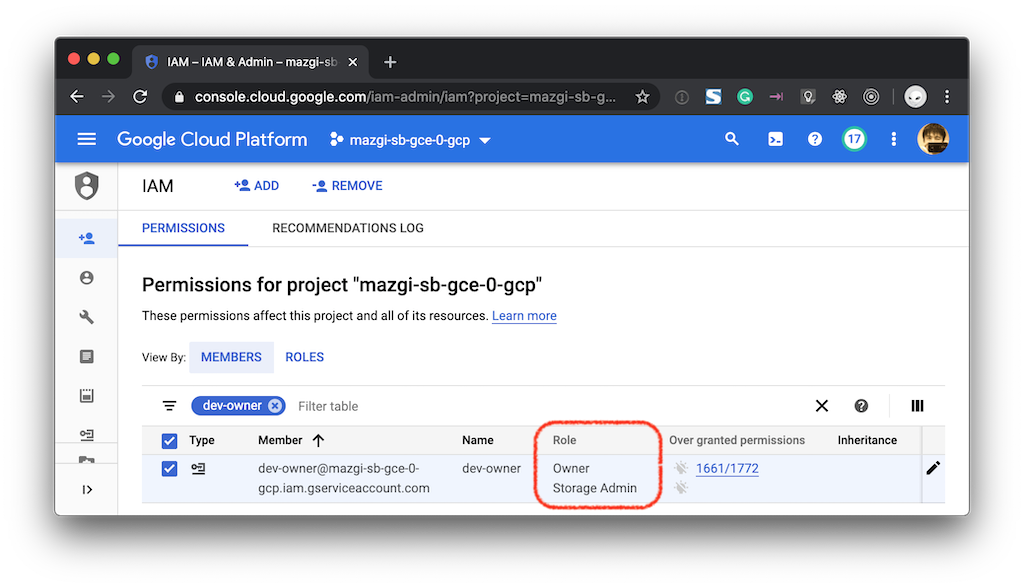 IAM – IAM & Admin – mazgi-sb
console.cloud.google.com/iam-admin/iam?project=mazgi-sb-g...
Google Cloud Platform mazgi-sb-gce-0-gcp 17
IAM ADD REMOVE
PERMISSIONS RECOMMENDATIONS LOG
Permissions for project "mazgi-sb-gce-0-gcp"
These permissions affect this project and all of its resources. Learn more
View By: MEMBERS ROLES
dev-owner Filter table
Type Member Name Role Over granted permissions Inheritance
dev-owner@mazgi-sb-gce-0- dev-owner Owner 1661/1772
gcp.iam.gserviceaccount.com Storage Admin